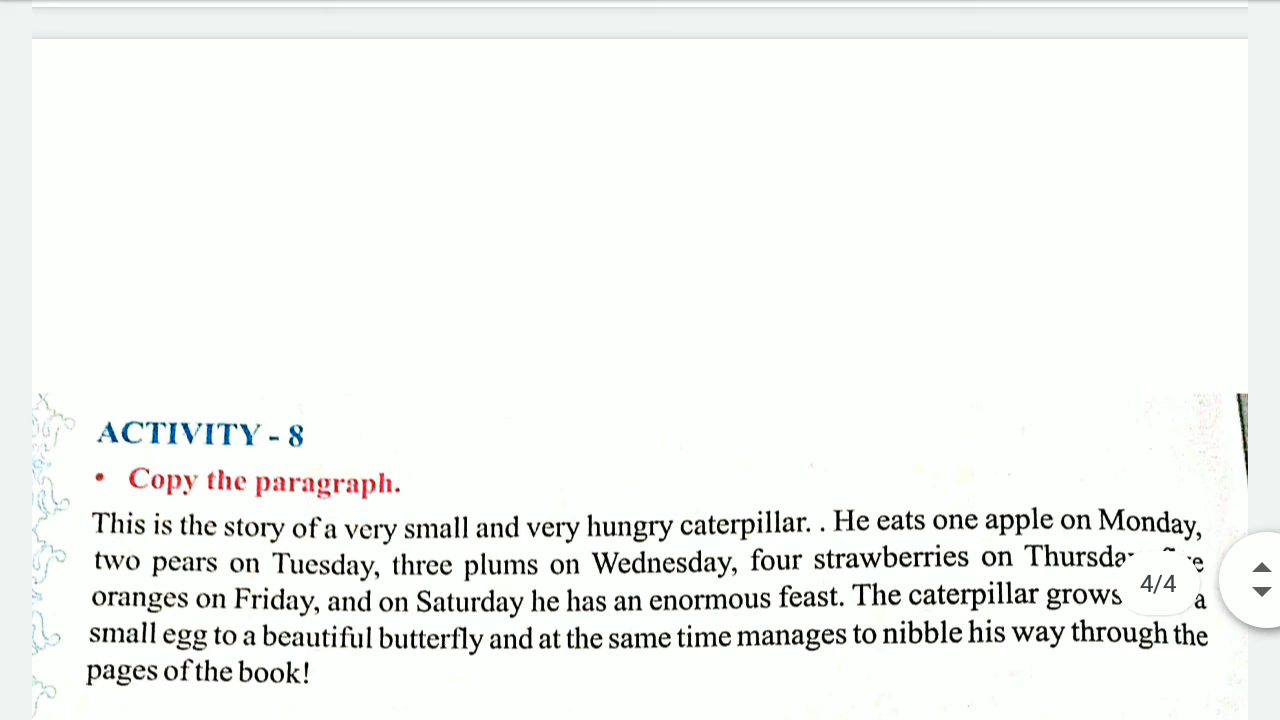 ACTIVITY - 8
• Copy the paragraph.
This is the story of a very small and very hungry caterpillar. . He eats one apple on Monday,
two pears on Tuesday, three plums on Wednesday, four strawberries on
oranges on Friday, and on Saturday he has an enormous feast. The caterpillar grows a
small egg to a beautiful butterfly and at the same time manages to nibble his way through the
pages of the book!
4/4